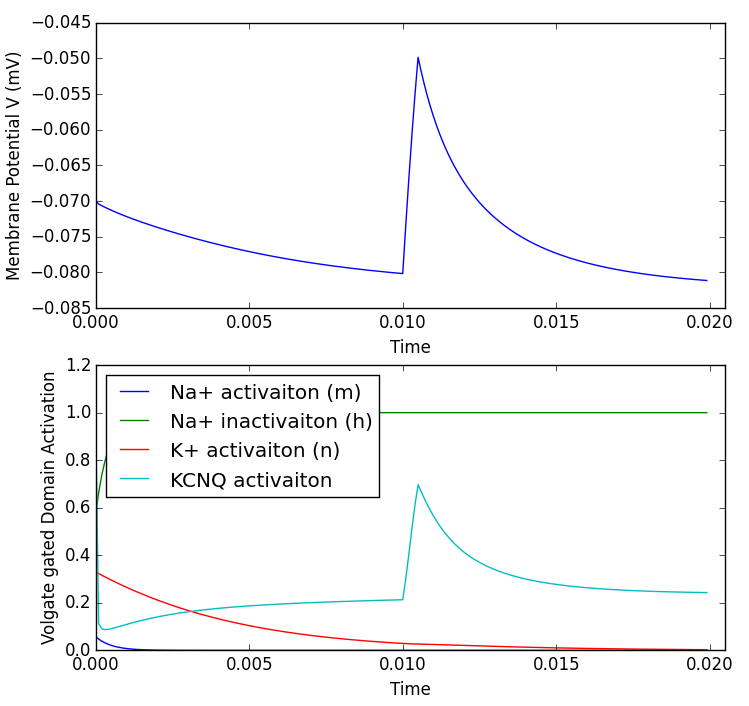 −0.045
−0.050
−0.055
−0.060
−0.065
−0.070
−0.075
−0.080
−0.085
Membrane Potential V (mV)
0.000 0.005 0.010 0.015 0.020
Time
1.2
1.0
0.8
0.6
0.4
0.2
0.0
Volgate gated Domain Activation
Na+ activaiton (m)
Na+ inactivaiton (h)
K+ activaiton (n)
KCNQ activaiton
0.000 0.005 0.010 0.015 0.020
Time